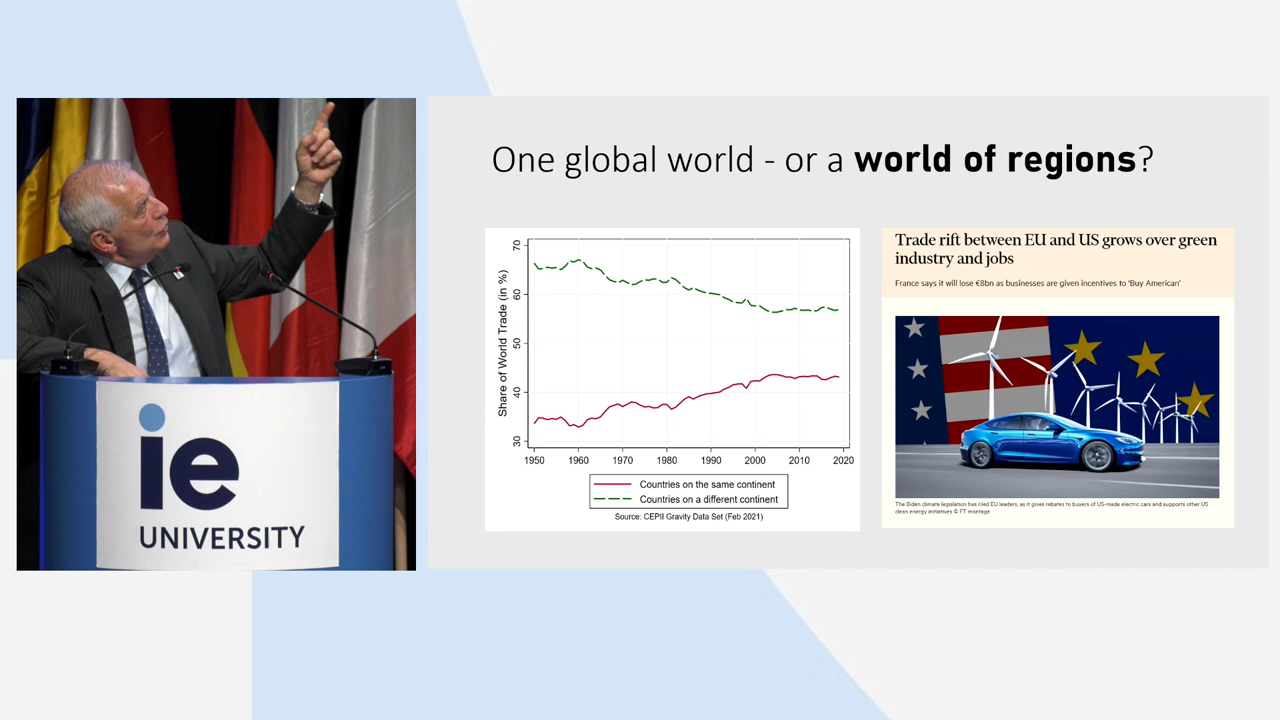 ie
UNIVERSITY
One global world - or a world of regions?
Share of World Trade (in %)
70
60
50
40
30
1950 1960 1970 1980 1990 2000 2010 2020
Countries on the same continent
Countries on a different continent
Source: CEPII Gravity Data Set (Feb 2021)
Trade rift between EU and US grows over green
industry and jobs
France says it will lose €8bn as businesses are given incentives to ‘Buy American’
The Biden climate legislation has riled EU leaders, as it gives rebates to buyers of US-made electric cars and supports other US
clean energy initiatives © FT montage